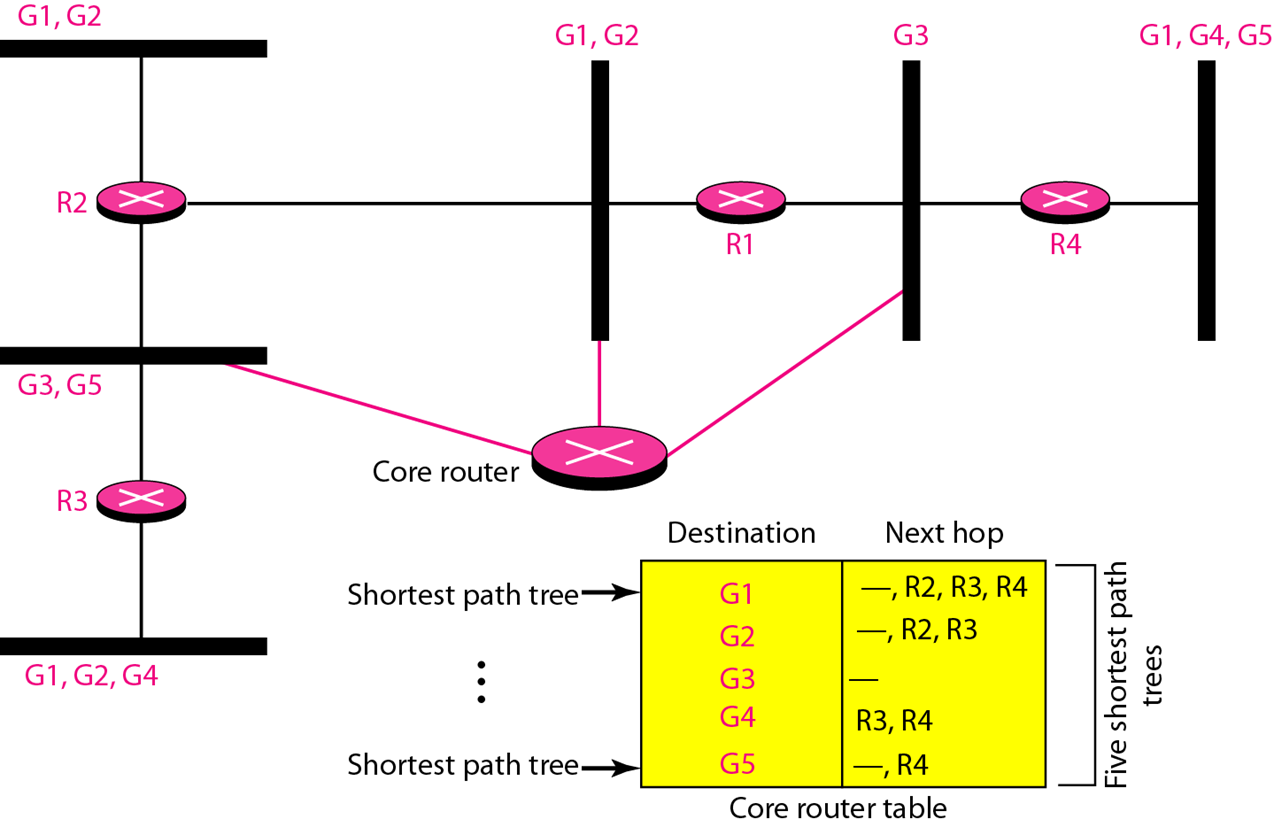 G1, G2
G1, G2
G3
G1, G4, G5
R2
R1
R4
G3, G5
Core router
R3
G1, G2, G4
Destination Next hop
Shortest path tree G1 —, R2, R3, R4
G2 —, R2, R3
G3 —
G4 R3, R4
Shortest path tree G5 —, R4
Five shortest path
trees
Core router table